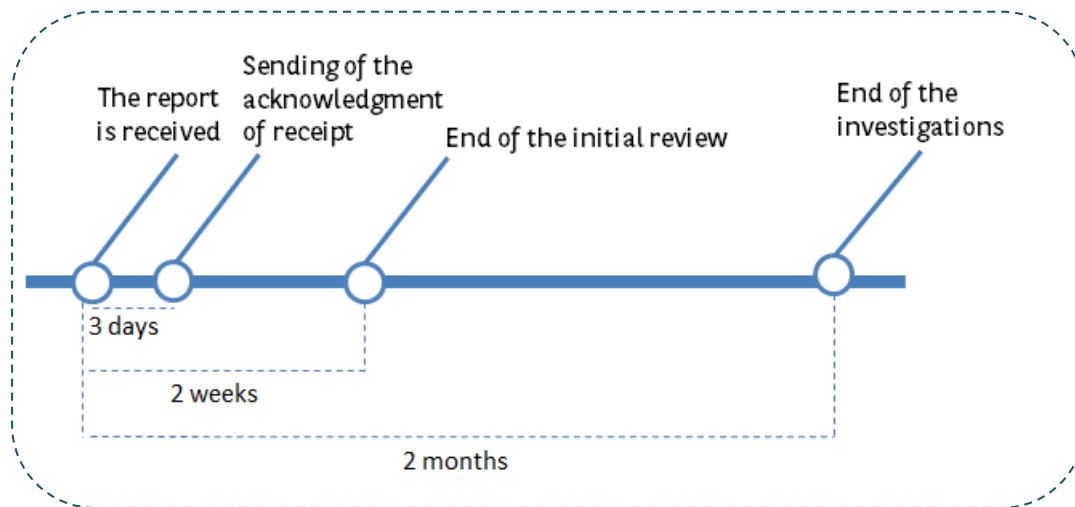 The report
is received
Sending of the
acknowledgment
of receipt
End of the initial review
End of the
investigations
3 days
2 weeks
2 months